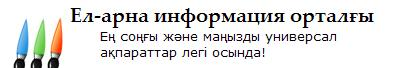 Ел-арна информация орталғы
Ең соңғы және маңызды универсал
ақпараттар легі осында!